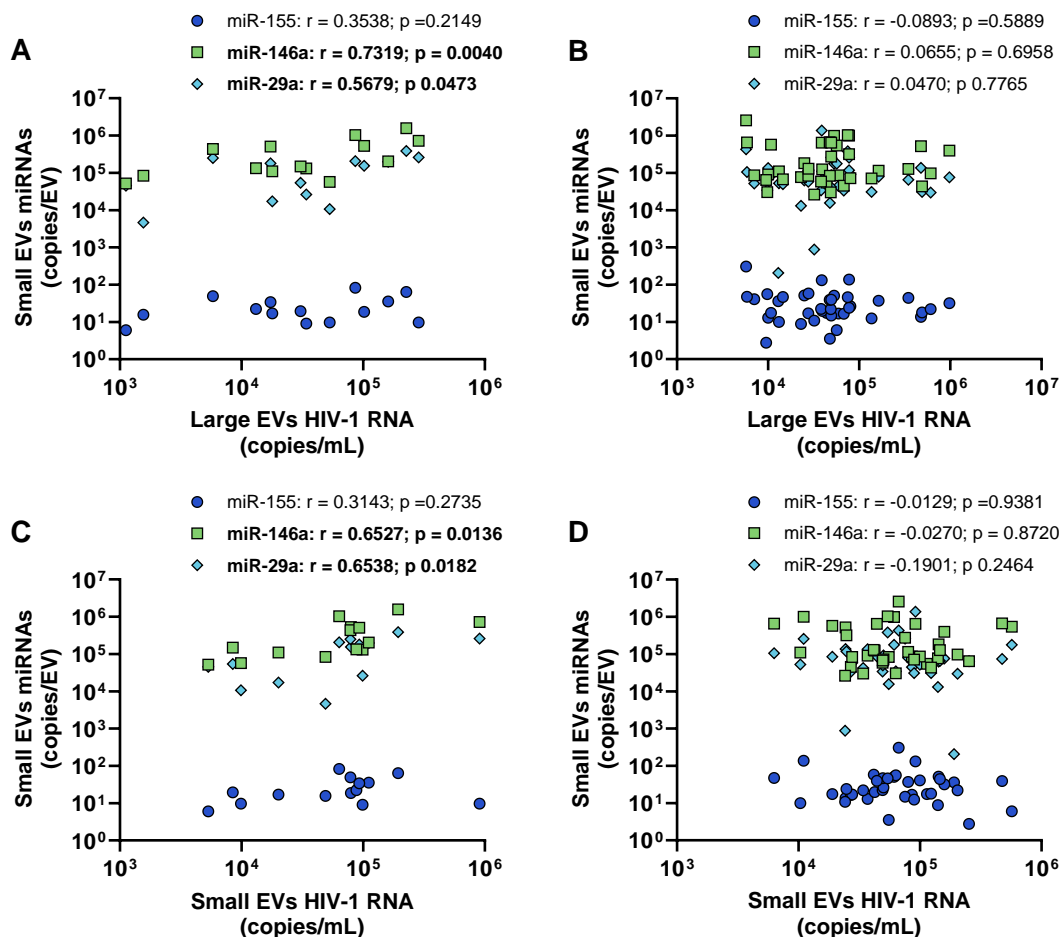 A
miR-155: r = 0.3538; p =0.2149
miR-146a: r = 0.7319; p = 0.0040
miR-29a: r = 0.5679; p 0.0473
Small EVs miRNAs
(copies/EV)
10⁷
10⁶
10⁵
10⁴
10³
10²
10¹
10⁰
10³ 10⁴ 10⁵ 10⁶
Large EVs HIV-1 RNA
(copies/mL)
B
miR-155: r = -0.0893; p =0.5889
miR-146a: r = 0.0655; p = 0.6958
miR-29a: r = 0.0470; p 0.7765
Small EVs miRNAs
(copies/EV)
10⁷
10⁶
10⁵
10⁴
10³
10²
10¹
10⁰
10³ 10⁴ 10⁵ 10⁶ 10⁷
Large EVs HIV-1 RNA
(copies/mL)
C
miR-155: r = 0.3143; p =0.2735
miR-146a: r = 0.6527; p = 0.0136
miR-29a: r = 0.6538; p 0.0182
Small EVs miRNAs
(copies/EV)
10⁷
10⁶
10⁵
10⁴
10³
10²
10¹
10⁰
10³ 10⁴ 10⁵ 10⁶
Small EVs HIV-1 RNA
(copies/mL)
D
miR-155: r = -0.0129; p =0.9381
miR-146a: r = -0.0270; p = 0.8720
miR-29a: r = -0.1901; p 0.2464
Small EVs miRNAs
(copies/EV)
10⁷
10⁶
10⁵
10⁴
10³
10²
10¹
10⁰
10³ 10⁴ 10⁵ 10⁶
Small EVs HIV-1 RNA
(copies/mL)